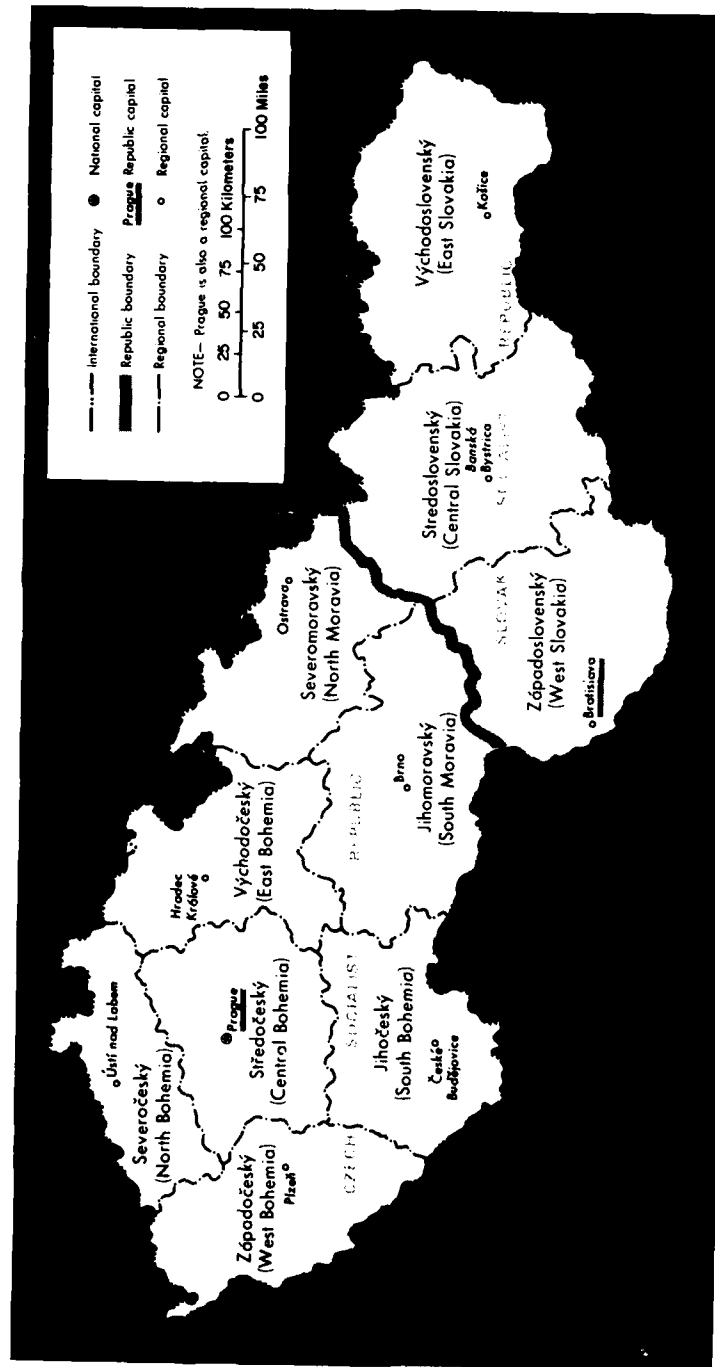 International boundary
National capital
Republic boundary
Prague Republic capital
Regional boundary
Regional capital
NOTE— Prague is also a regional capital.
0 25 50 75 100 Kilometers
0 25 50 75 100 Miles
Ústí nad Labem
Severočeský
(North Bohemia)
Západočeský
(West Bohemia)
Plzeň
Prague
Středočeský
(Central Bohemia)
Hradec
Králové
Východočeský
(East Bohemia)
Ostrava
Severomoravský
(North Moravia)
CZECH SOCIALIST REPUBLIC
Jihočeský
(South Bohemia)
České
Budějovice
Brno
Jihomoravský
(South Moravia)
Stredoslovenský
(Central Slovakia)
Banská
Bystrica
Východoslovenský
(East Slovakia)
Košice
SLOVAK SOCIALIST REPUBLIC
Západoslovenský
(West Slovakia)
Bratislava